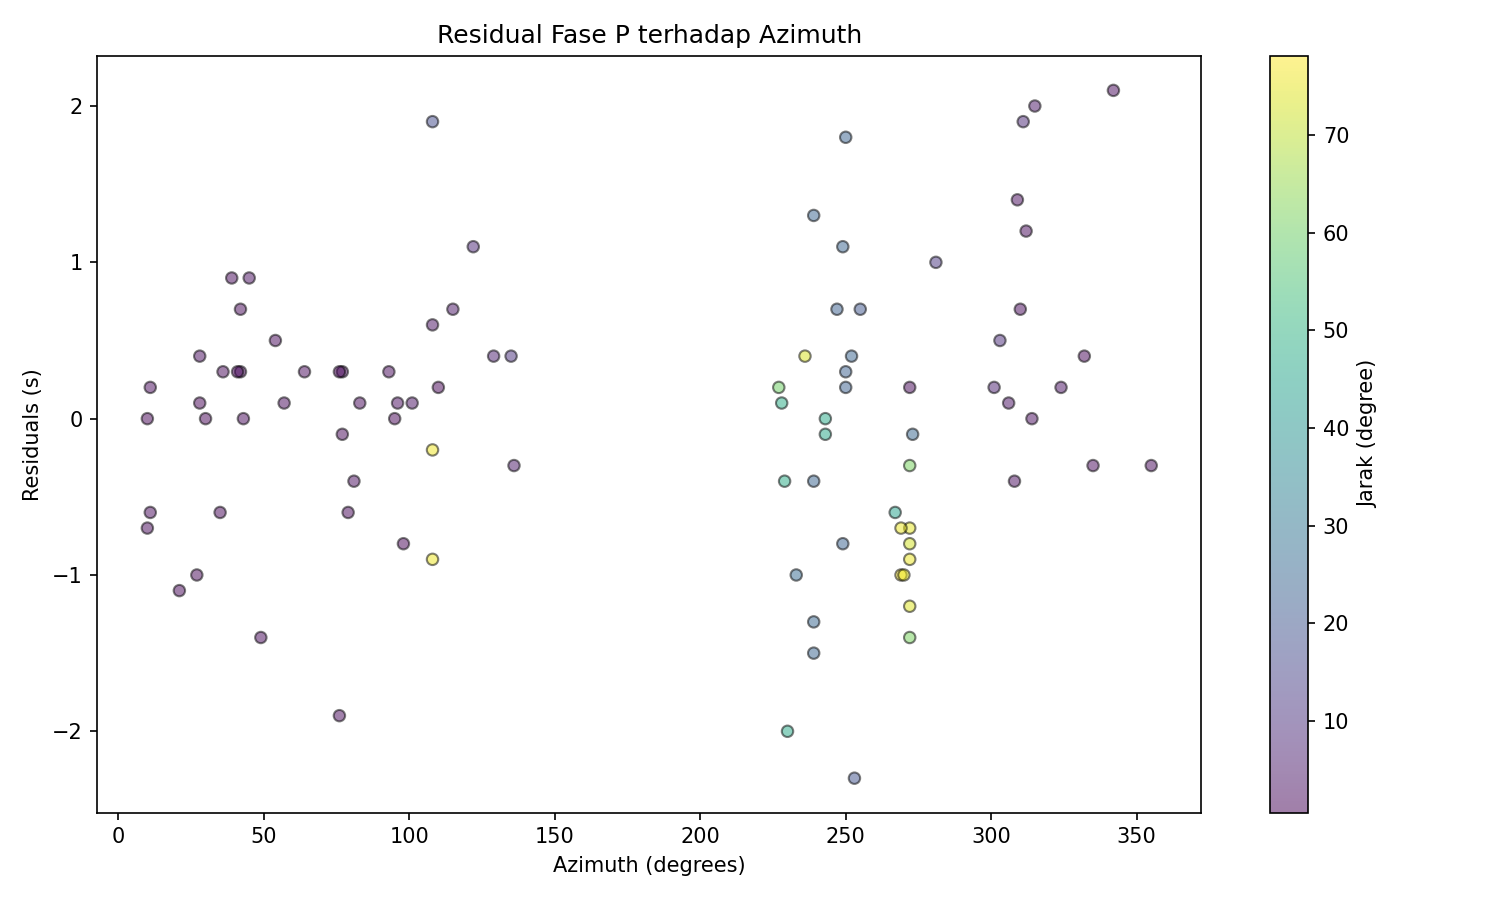 Residual Fase P terhadap Azimuth
Residuals (s)
2
1
0
−1
−2
0 50 100 150 200 250 300 350
Azimuth (degrees)
70
60
50
40
30
20
10
Jarak (degree)